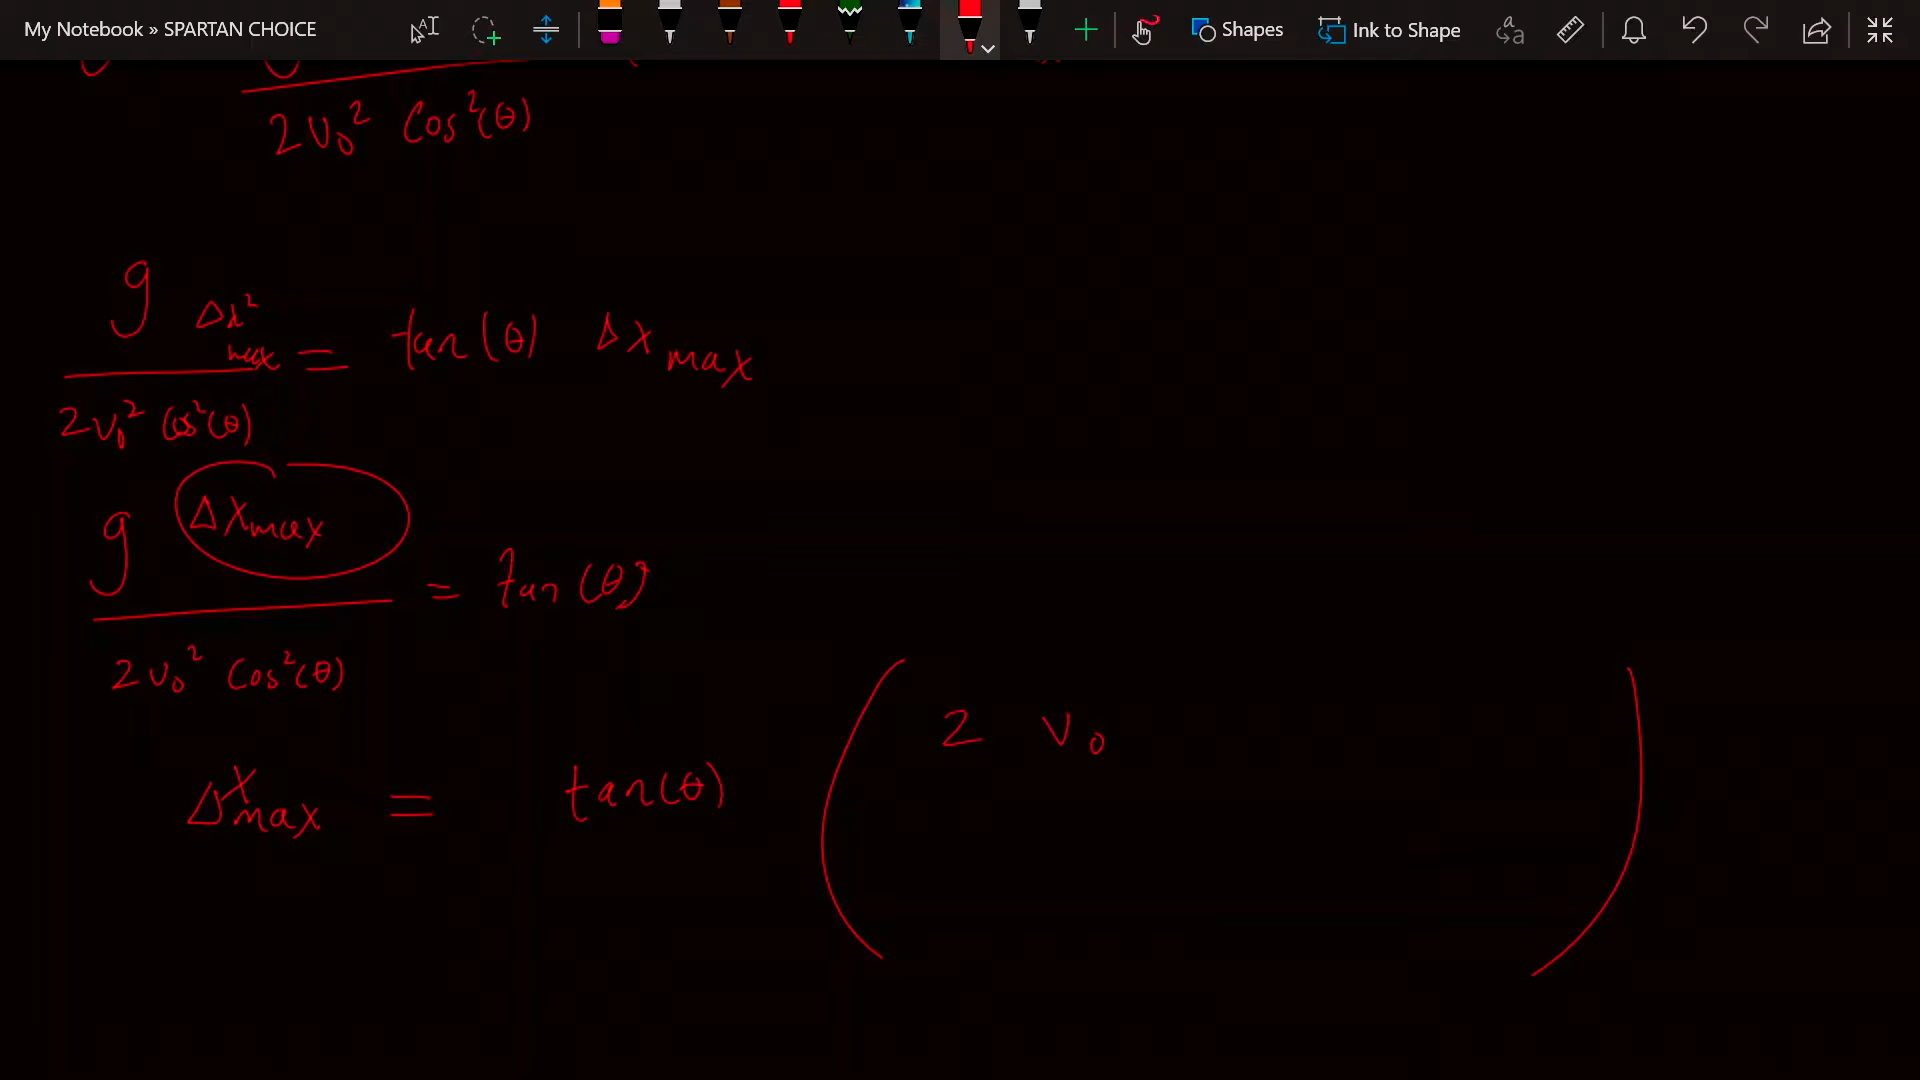 My Notebook » SPARTAN CHOICE
Shapes
Ink to Shape
2v₀² Cos²(θ)
g Δx²max / 2v₀² Cos²(θ) = tan(θ) Δx max
g Δxmax / 2v₀² Cos²(θ) = tan(θ)
Δxmax = tan(θ) ( 2 v₀ )